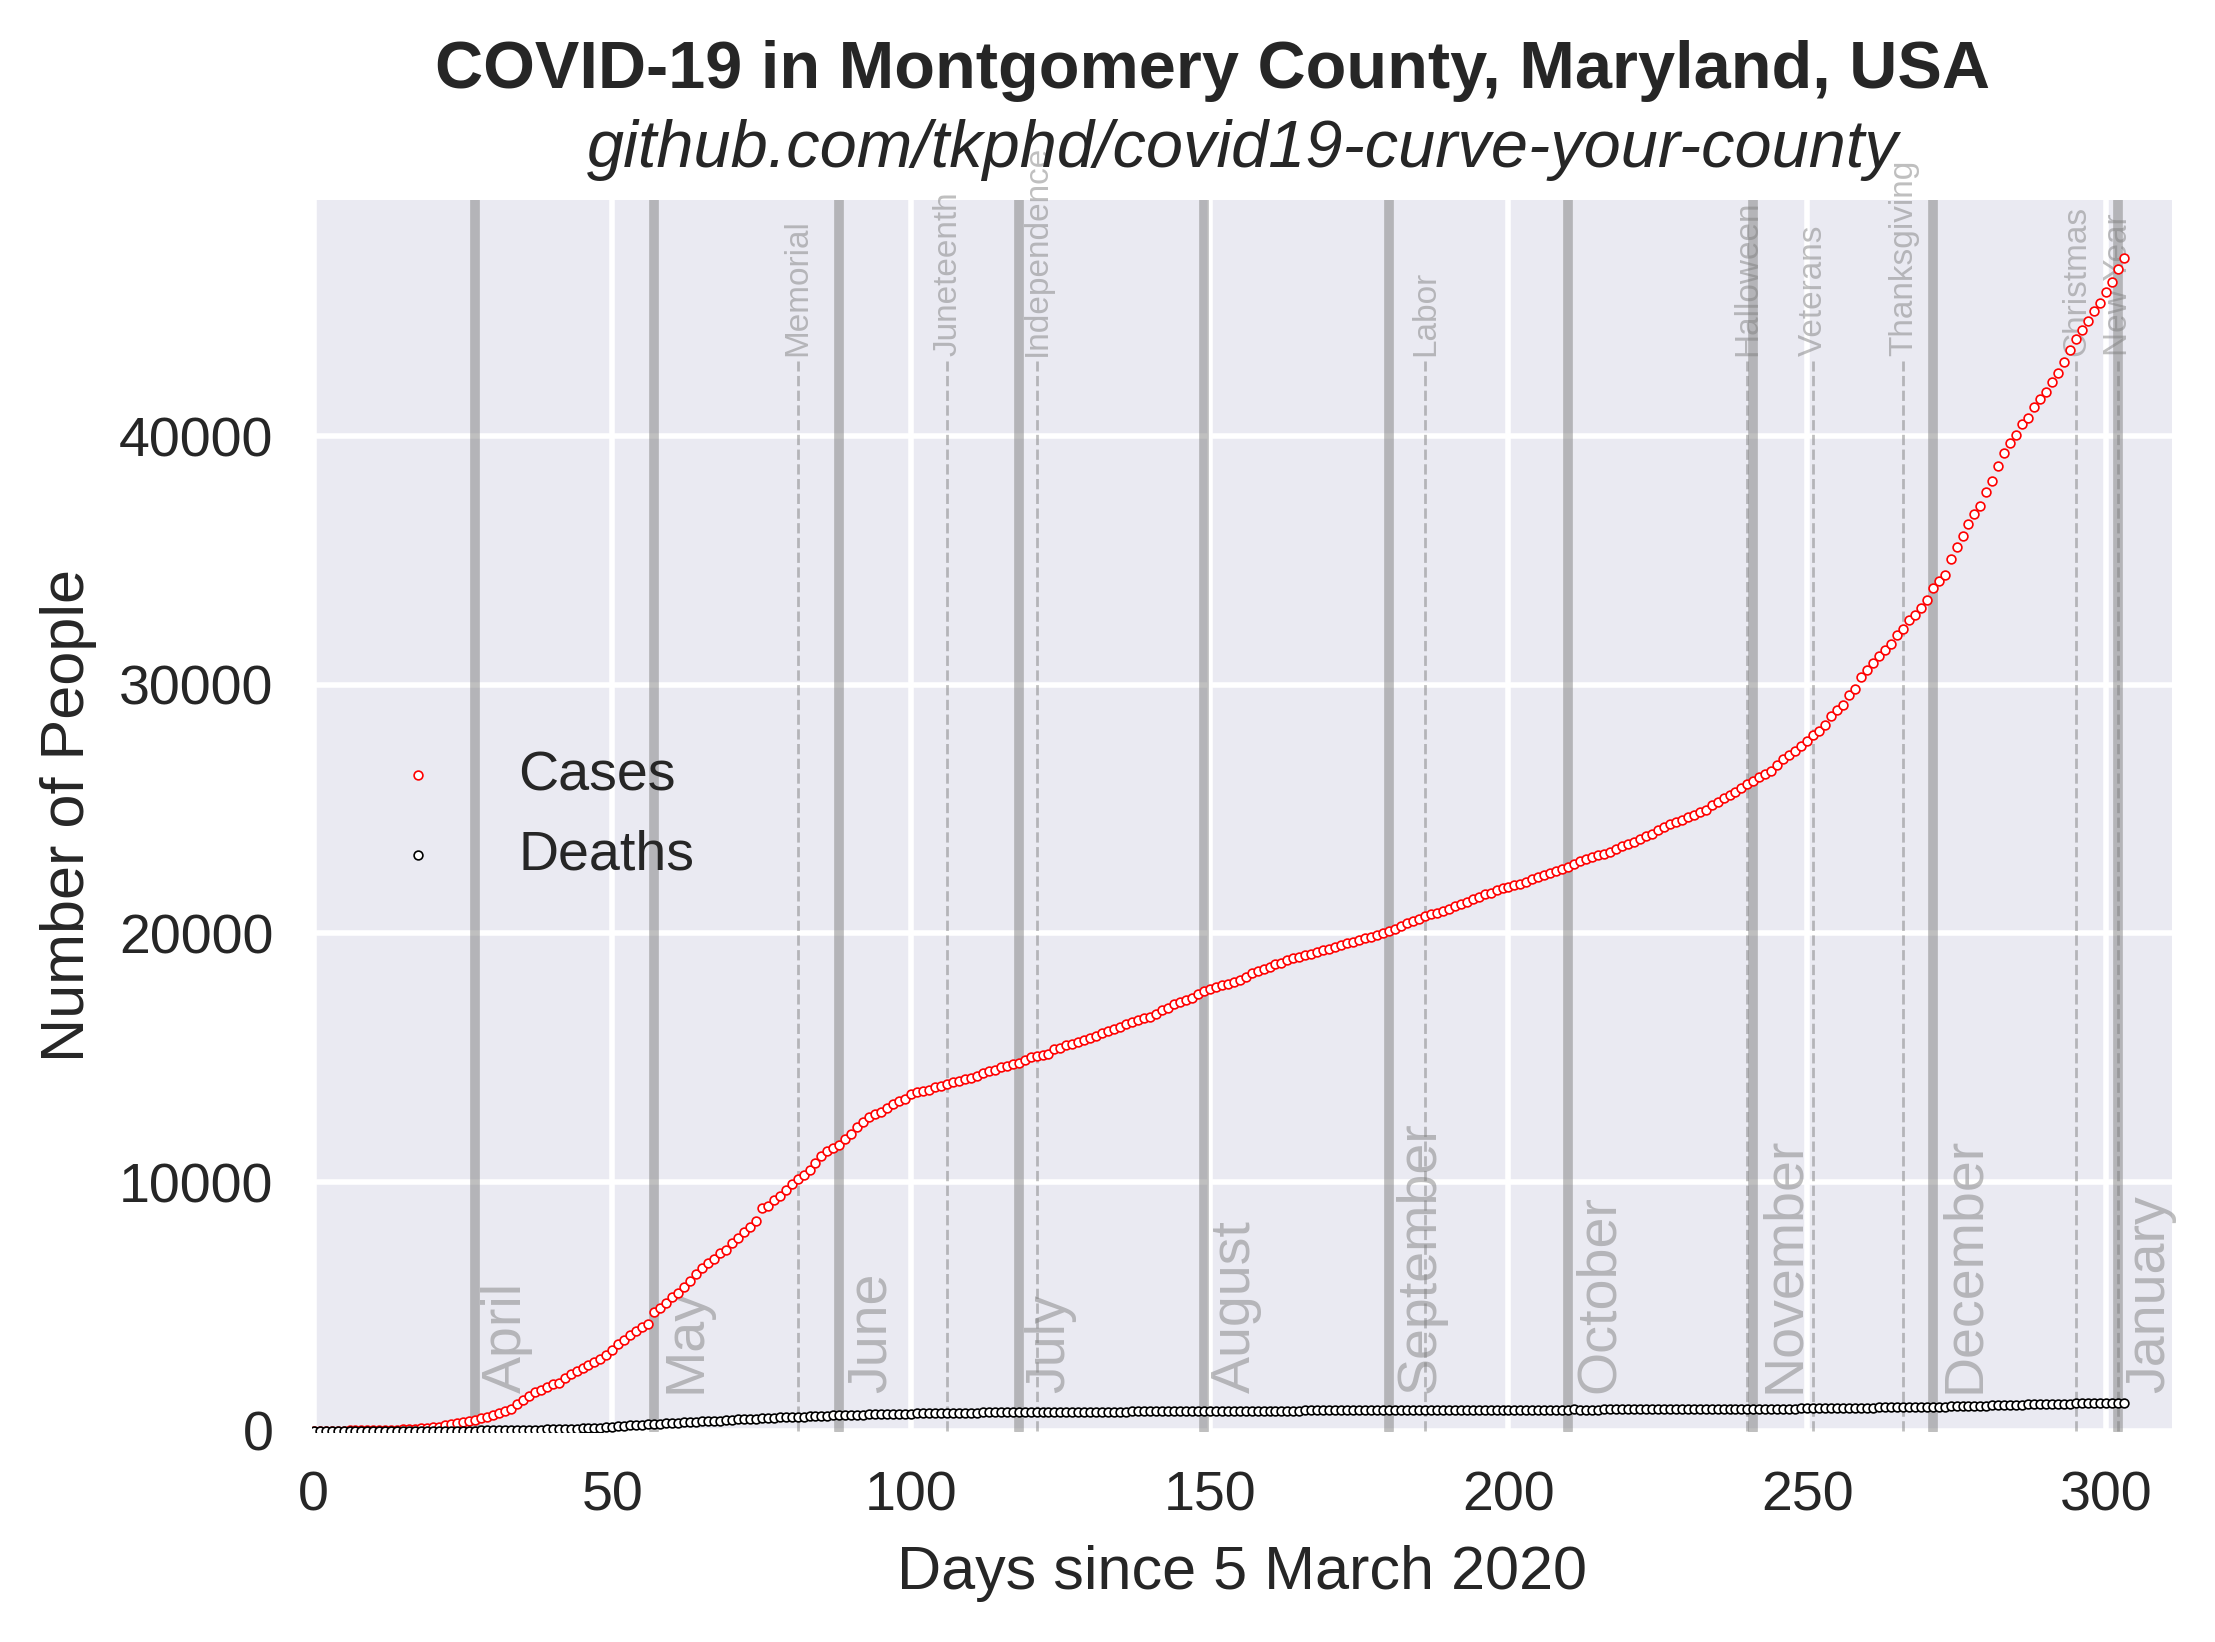 COVID-19 in Montgomery County, Maryland, USA
github.com/tkphd/covid19-curve-your-county
Memorial
Juneteenth
Independence
Labor
Halloween
Veterans
Thanksgiving
Christmas
New Year
40000
30000
20000
10000
0
Number of People
Cases
Deaths
April
May
June
July
August
September
October
November
December
January
0
50
100
150
200
250
300
Days since 5 March 2020